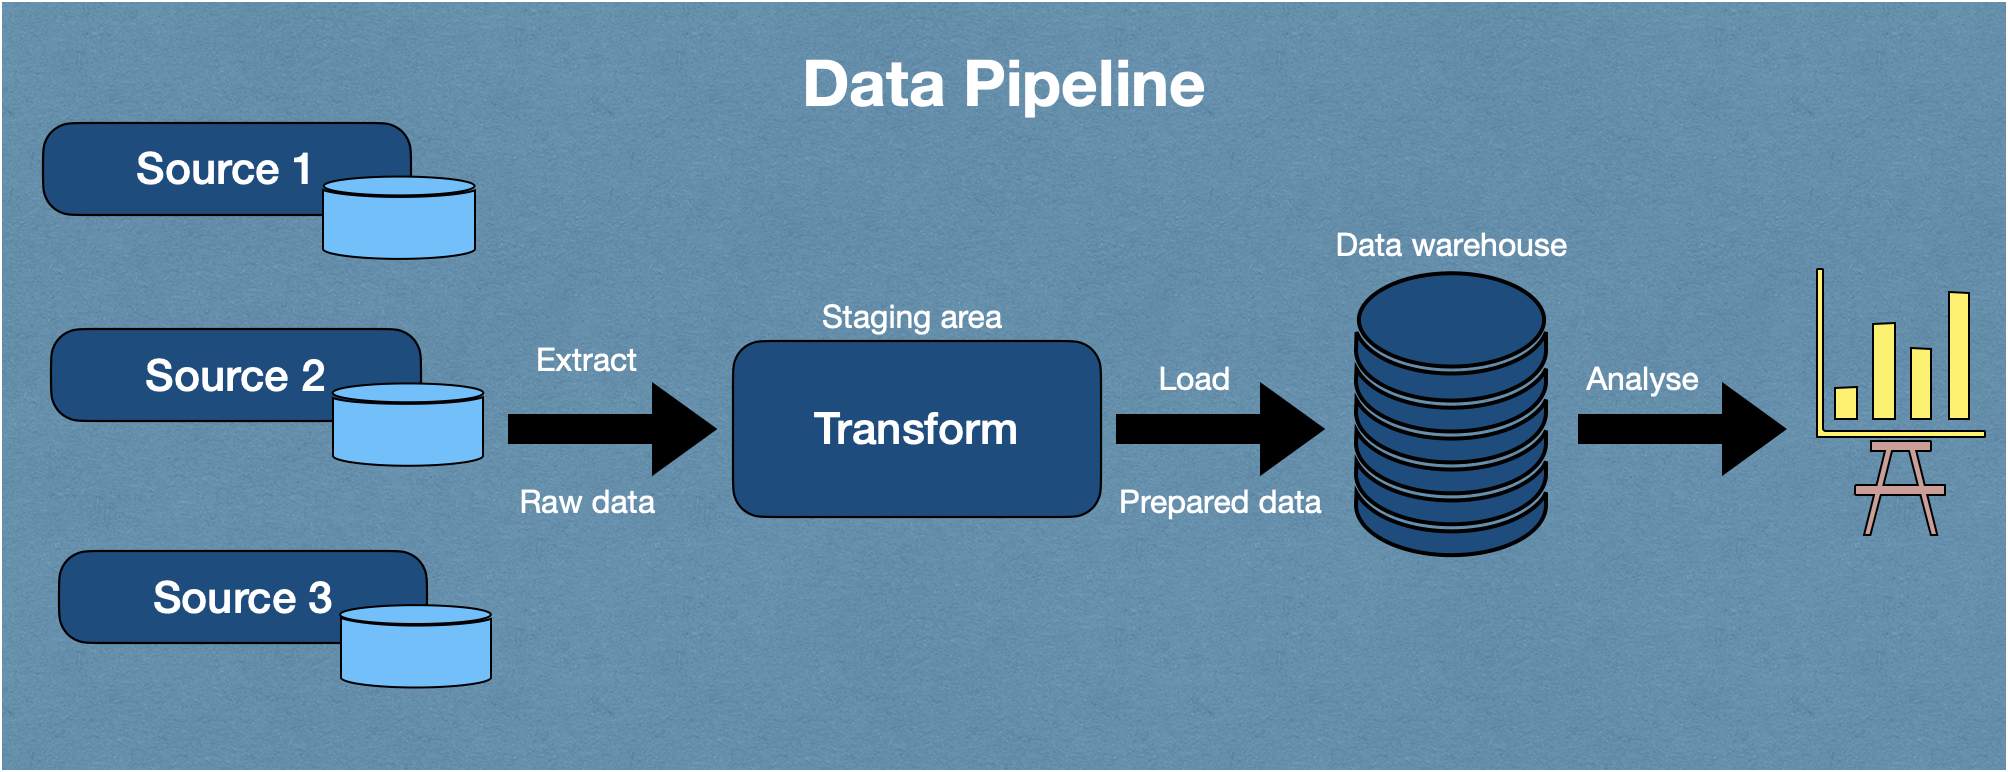 Data Pipeline
Source 1
Source 2
Source 3
Extract
Raw data
Staging area
Transform
Load
Prepared data
Data warehouse
Analyse